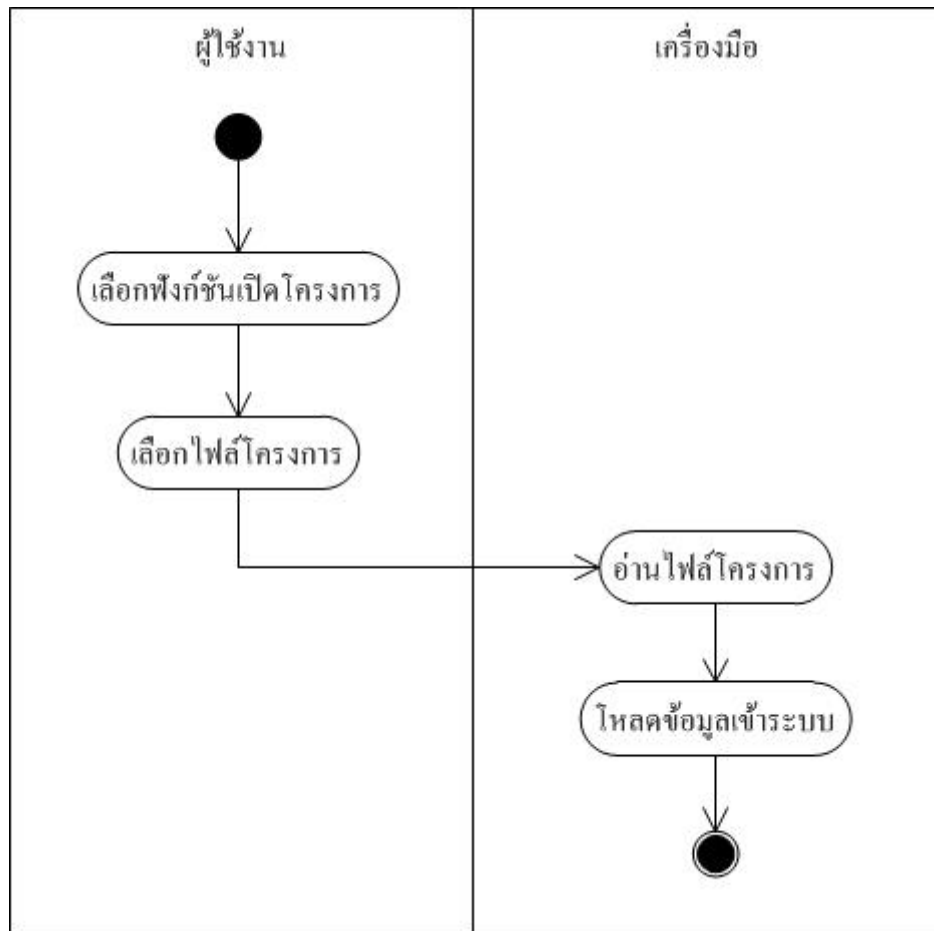 ผู้ใช้งาน
เครื่องมือ
เลือกฟังก์ชันเปิดโครงการ
เลือกไฟล์โครงการ
อ่านไฟล์โครงการ
โหลดข้อมูลเข้าระบบ